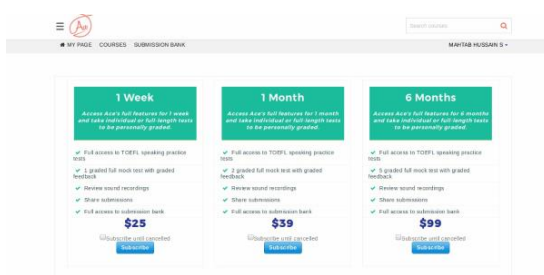 Ace
Search courses
MY PAGE COURSES SUBMISSION BANK
MAHTAB HUSSAIN S
1 Week
Access Ace's full features for 1 week
and take individual or full-length tests
to be personally graded.
Full access to TOEFL speaking practice
tests
1 graded full mock test with graded
feedback
Review sound recordings
Share submissions
Full access to submission bank
$25
Subscribe until cancelled
Subscribe
1 Month
Access Ace's full features for 1 month
and take individual or full-length tests
to be personally graded.
Full access to TOEFL speaking practice
tests
2 graded full mock test with graded
feedback
Review sound recordings
Share submissions
Full access to submission bank
$39
Subscribe until cancelled
Subscribe
6 Months
Access Ace's full features for 6 months
and take individual or full-length tests
to be personally graded.
Full access to TOEFL speaking practice
tests
5 graded full mock test with graded
feedback
Review sound recordings
Share submissions
Full access to submission bank
$99
Subscribe until cancelled
Subscribe